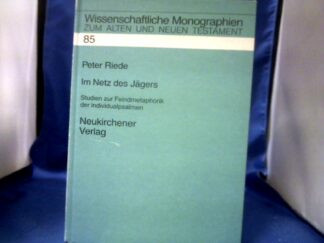 Wissenschaftliche Monographien
ZUM ALTEN UND NEUEN TESTAMENT
85
Peter Riede
Im Netz des Jägers
Studien zur Feindmetaphorik
der Individualpsalmen
Neukirchener
Verlag